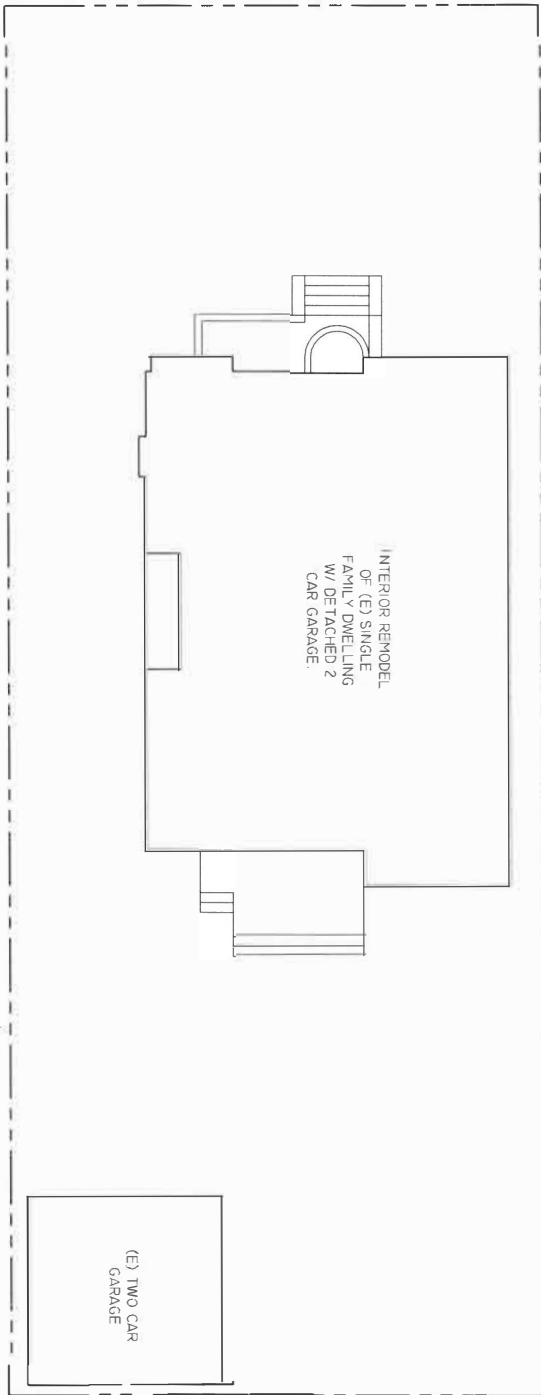 INTERIOR REMODEL
OF (E) SINGLE
FAMILY DWELLING
W/ DETACHED 2
CAR GARAGE.
(E) TWO CAR
GARAGE